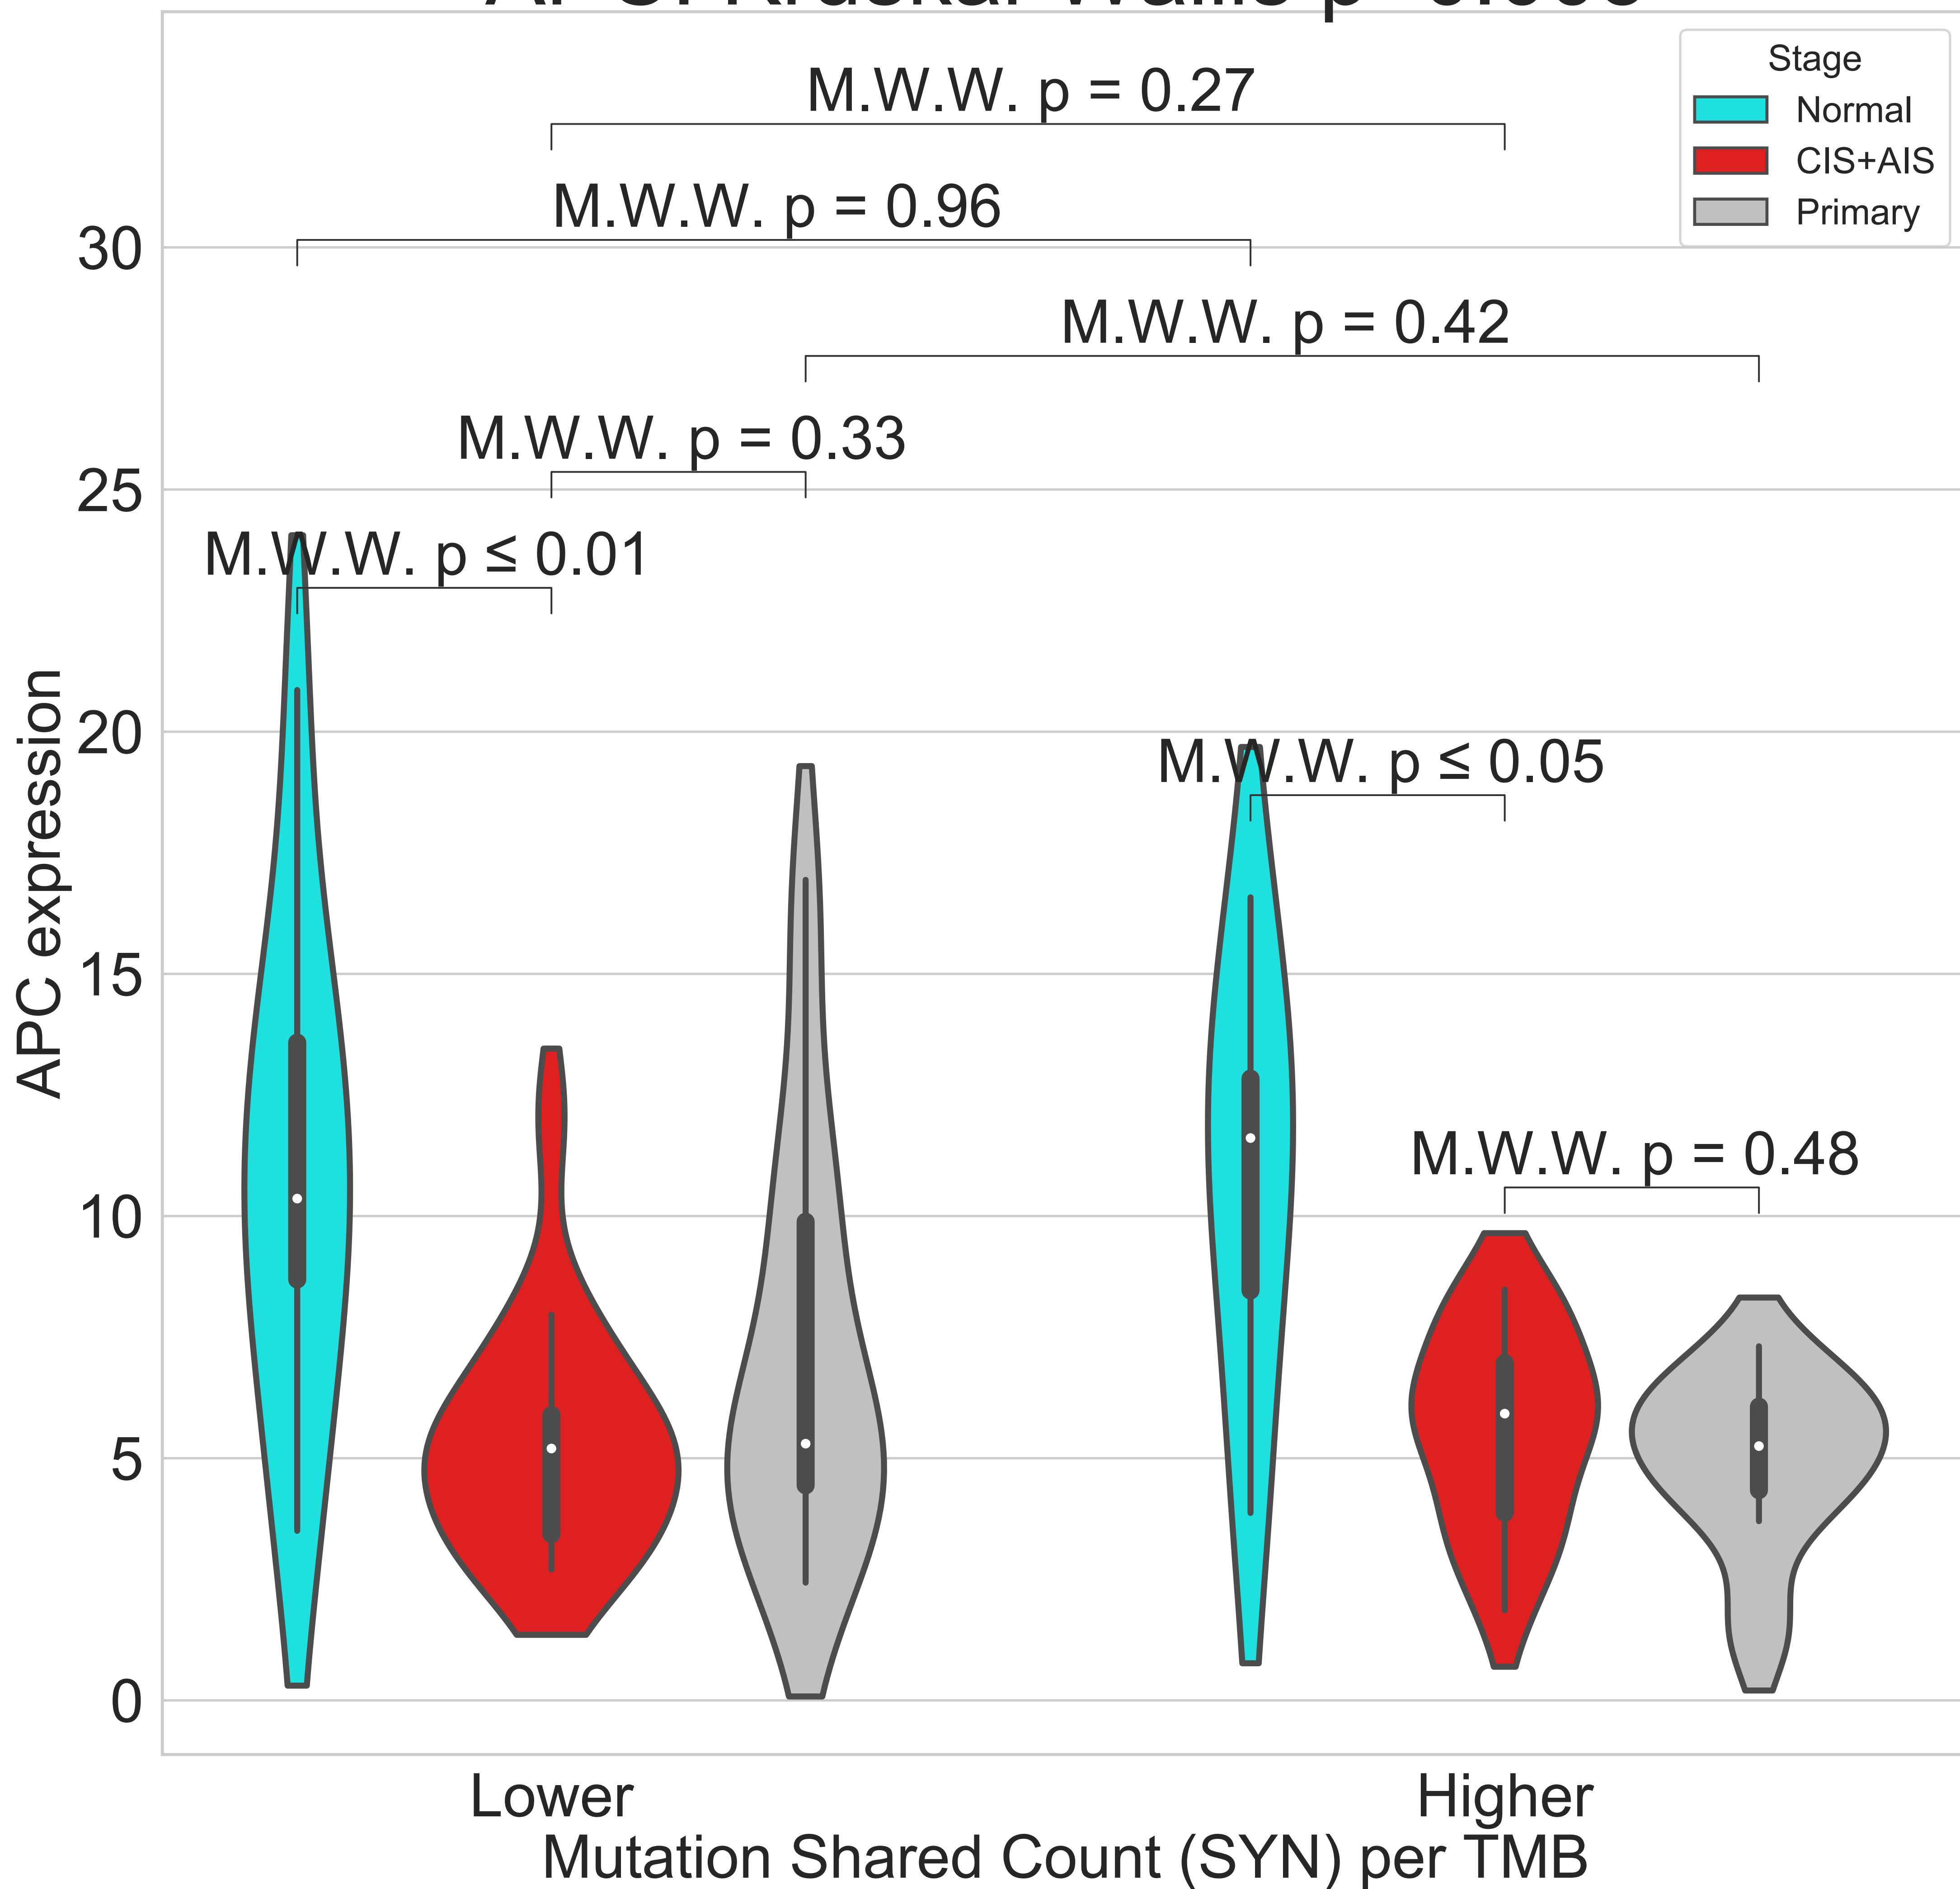 Stage
Normal
CIS+AIS
Primary
M.W.W. p = 0.27
M.W.W. p = 0.96
M.W.W. p = 0.42
M.W.W. p = 0.33
M.W.W. p ≤ 0.01
M.W.W. p ≤ 0.05
M.W.W. p = 0.48
30
25
20
15
10
5
0
APC expression
Lower
Higher
Mutation Shared Count (SYN) per TMB